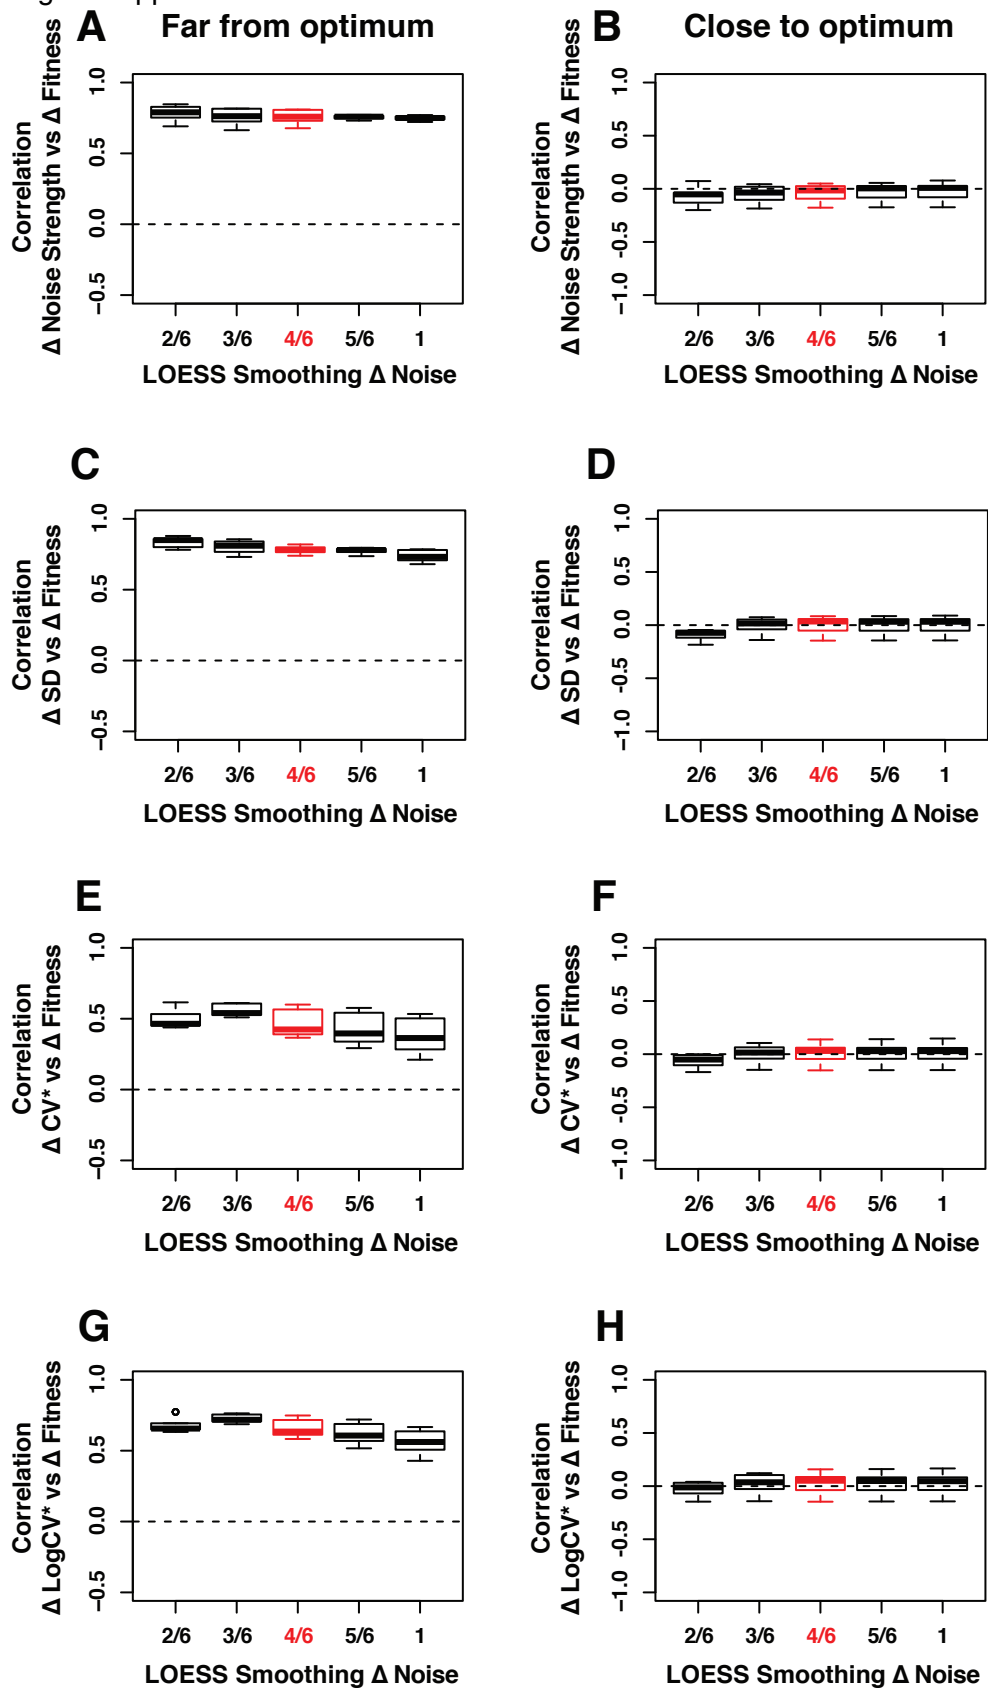 A Far from optimum
B Close to optimum
Correlation
Δ Noise Strength vs Δ Fitness
1.0
0.5
0.0
−0.5
2/6 3/6 4/6 5/6 1
LOESS Smoothing Δ Noise
Correlation
Δ Noise Strength vs Δ Fitness
1.0
0.5
0.0
−0.5
−1.0
2/6 3/6 4/6 5/6 1
LOESS Smoothing Δ Noise
C
Correlation
Δ SD vs Δ Fitness
1.0
0.5
0.0
−0.5
2/6 3/6 4/6 5/6 1
LOESS Smoothing Δ Noise
D
Correlation
Δ SD vs Δ Fitness
1.0
0.5
0.0
−0.5
−1.0
2/6 3/6 4/6 5/6 1
LOESS Smoothing Δ Noise
E
Correlation
Δ CV* vs Δ Fitness
1.0
0.5
0.0
−0.5
2/6 3/6 4/6 5/6 1
LOESS Smoothing Δ Noise
F
Correlation
Δ CV* vs Δ Fitness
1.0
0.5
0.0
−0.5
−1.0
2/6 3/6 4/6 5/6 1
LOESS Smoothing Δ Noise
G
Correlation
Δ LogCV* vs Δ Fitness
1.0
0.5
0.0
−0.5
2/6 3/6 4/6 5/6 1
LOESS Smoothing Δ Noise
H
Correlation
Δ LogCV* vs Δ Fitness
1.0
0.5
0.0
−0.5
−1.0
2/6 3/6 4/6 5/6 1
LOESS Smoothing Δ Noise